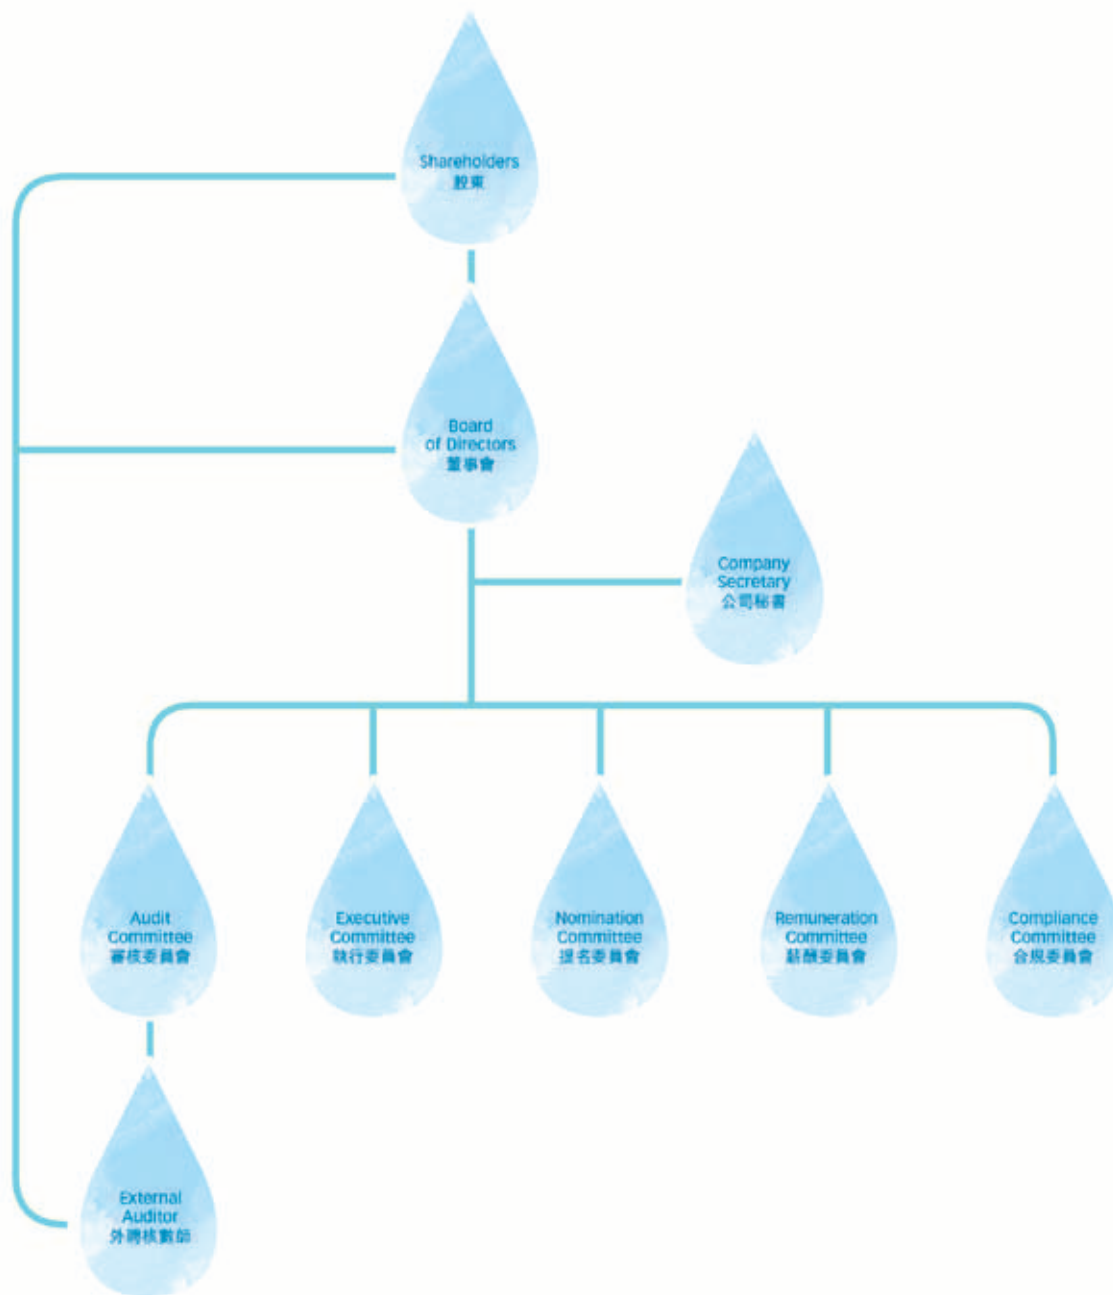 Shareholders
股東
Board
of Directors
董事會
Company
Secretary
公司秘書
Audit
Committee
審核委員會
Executive
Committee
執行委員會
Nomination
Committee
提名委員會
Remuneration
Committee
薪酬委員會
Compliance
Committee
合規委員會
External
Auditor
外聘核數師